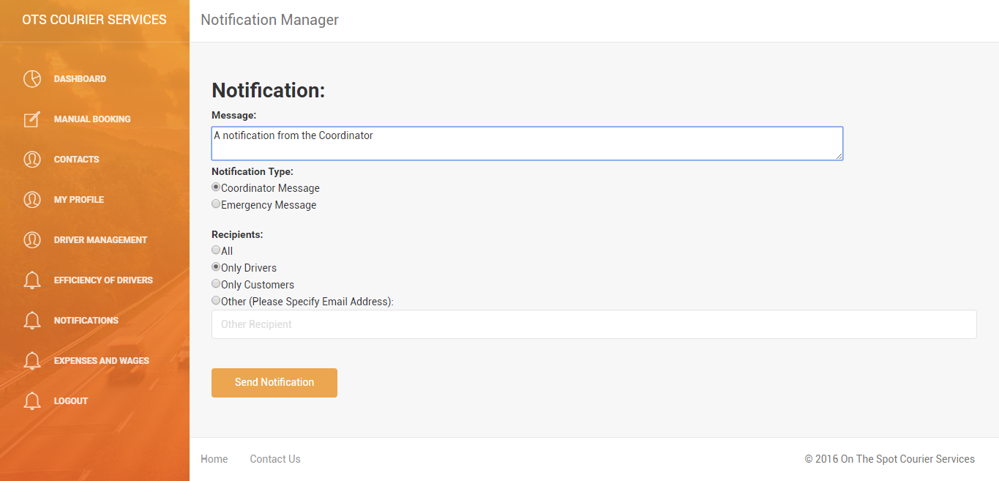 OTS COURIER SERVICES
Notification Manager
DASHBOARD
MANUAL BOOKING
CONTACTS
MY PROFILE
DRIVER MANAGEMENT
EFFICIENCY OF DRIVERS
NOTIFICATIONS
EXPENSES AND WAGES
LOGOUT
Notification:
Message:
A notification from the Coordinator
Notification Type:
Coordinator Message
Emergency Message
Recipients:
All
Only Drivers
Only Customers
Other (Please Specify Email Address):
Other Recipient
Send Notification
Home Contact Us © 2016 On The Spot Courier Services